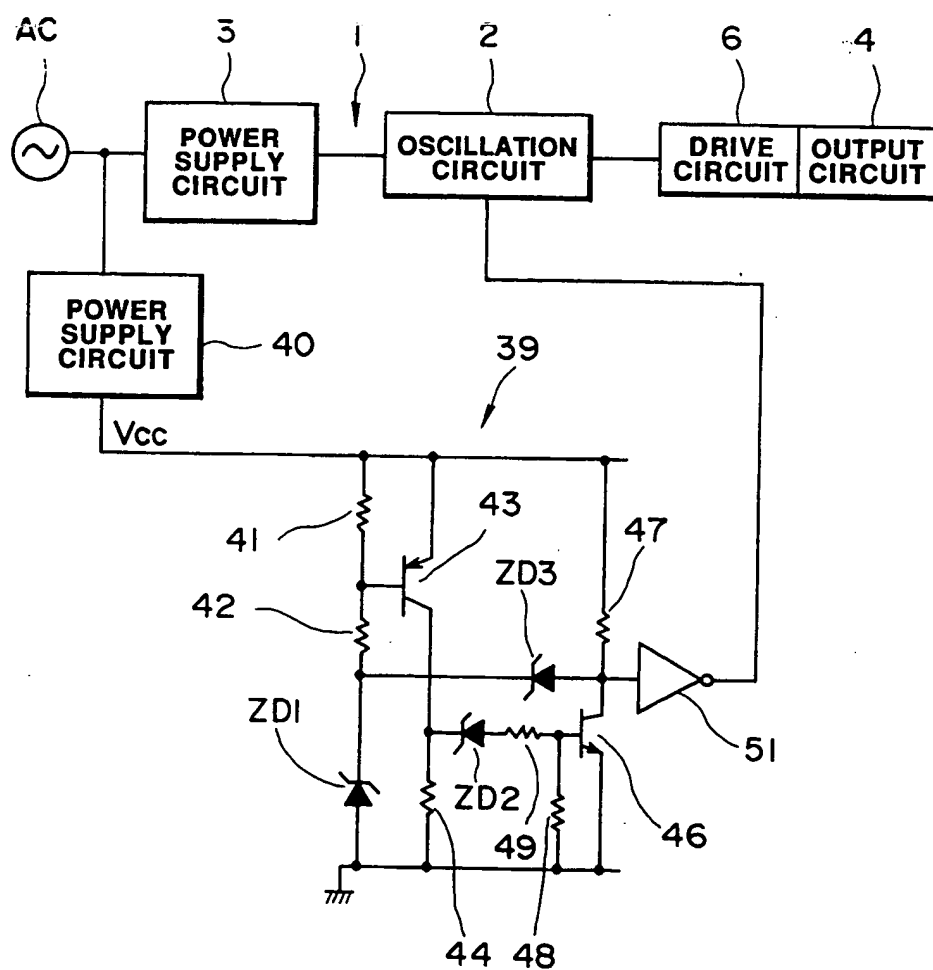 AC
3
1
2
6
4
POWER
SUPPLY
CIRCUIT
OSCILLATION
CIRCUIT
DRIVE
CIRCUIT
OUTPUT
CIRCUIT
POWER
SUPPLY
CIRCUIT
40
39
Vcc
41
43
47
42
ZD3
ZD1
51
ZD2
49
46
44
48